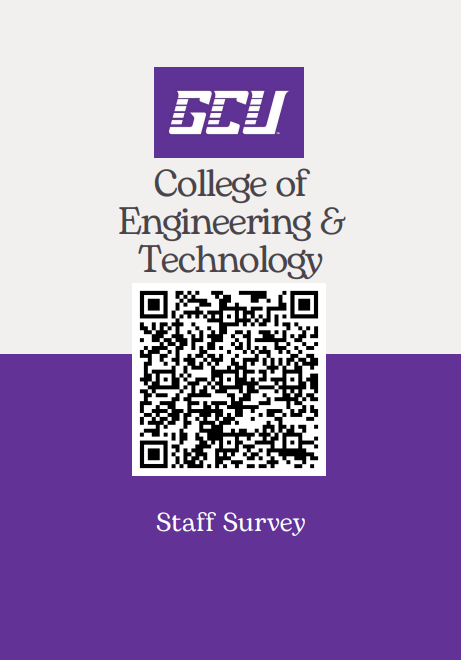 GCU
College of
Engineering &
Technology
Staff Survey